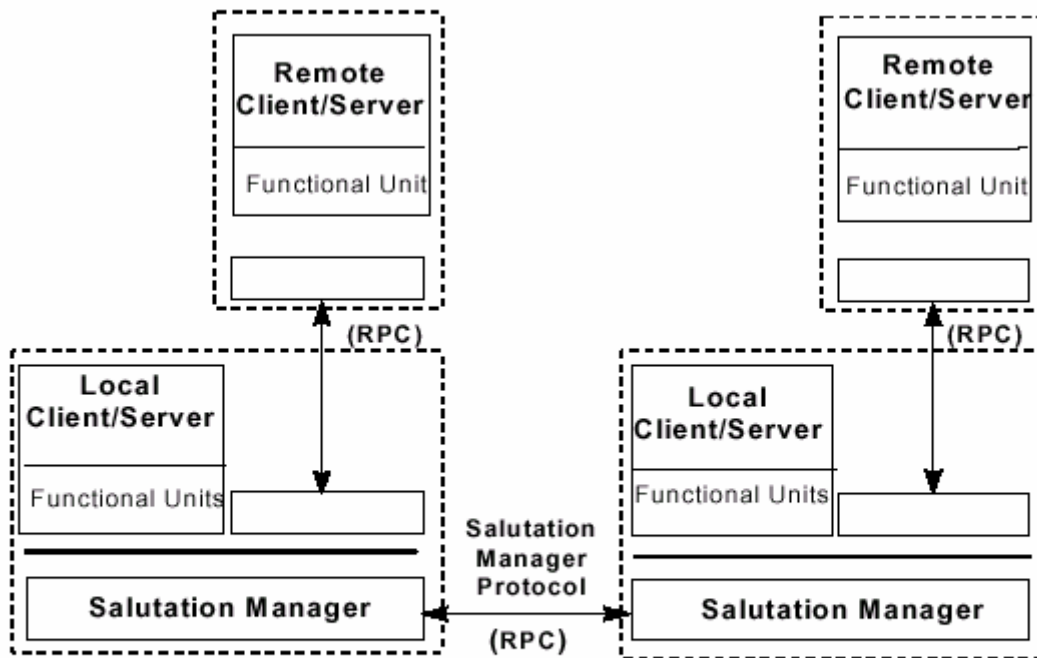 Remote
Client/Server
Functional Unit
Remote
Client/Server
Functional Unit
(RPC)
(RPC)
Local
Client/Server
Functional Units
Local
Client/Server
Functional Units
Salutation
Manager
Protocol
(RPC)
Salutation Manager
Salutation Manager